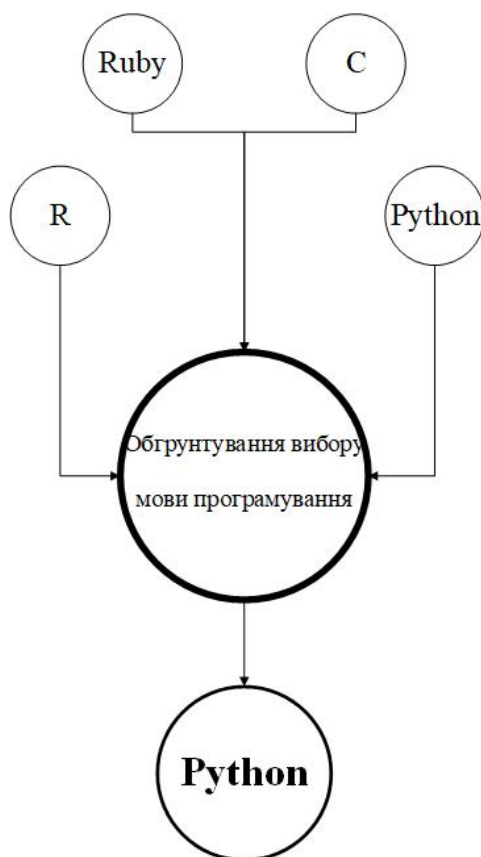 Ruby
C
R
Python
Обгрунтування вибору
мови програмування
Python